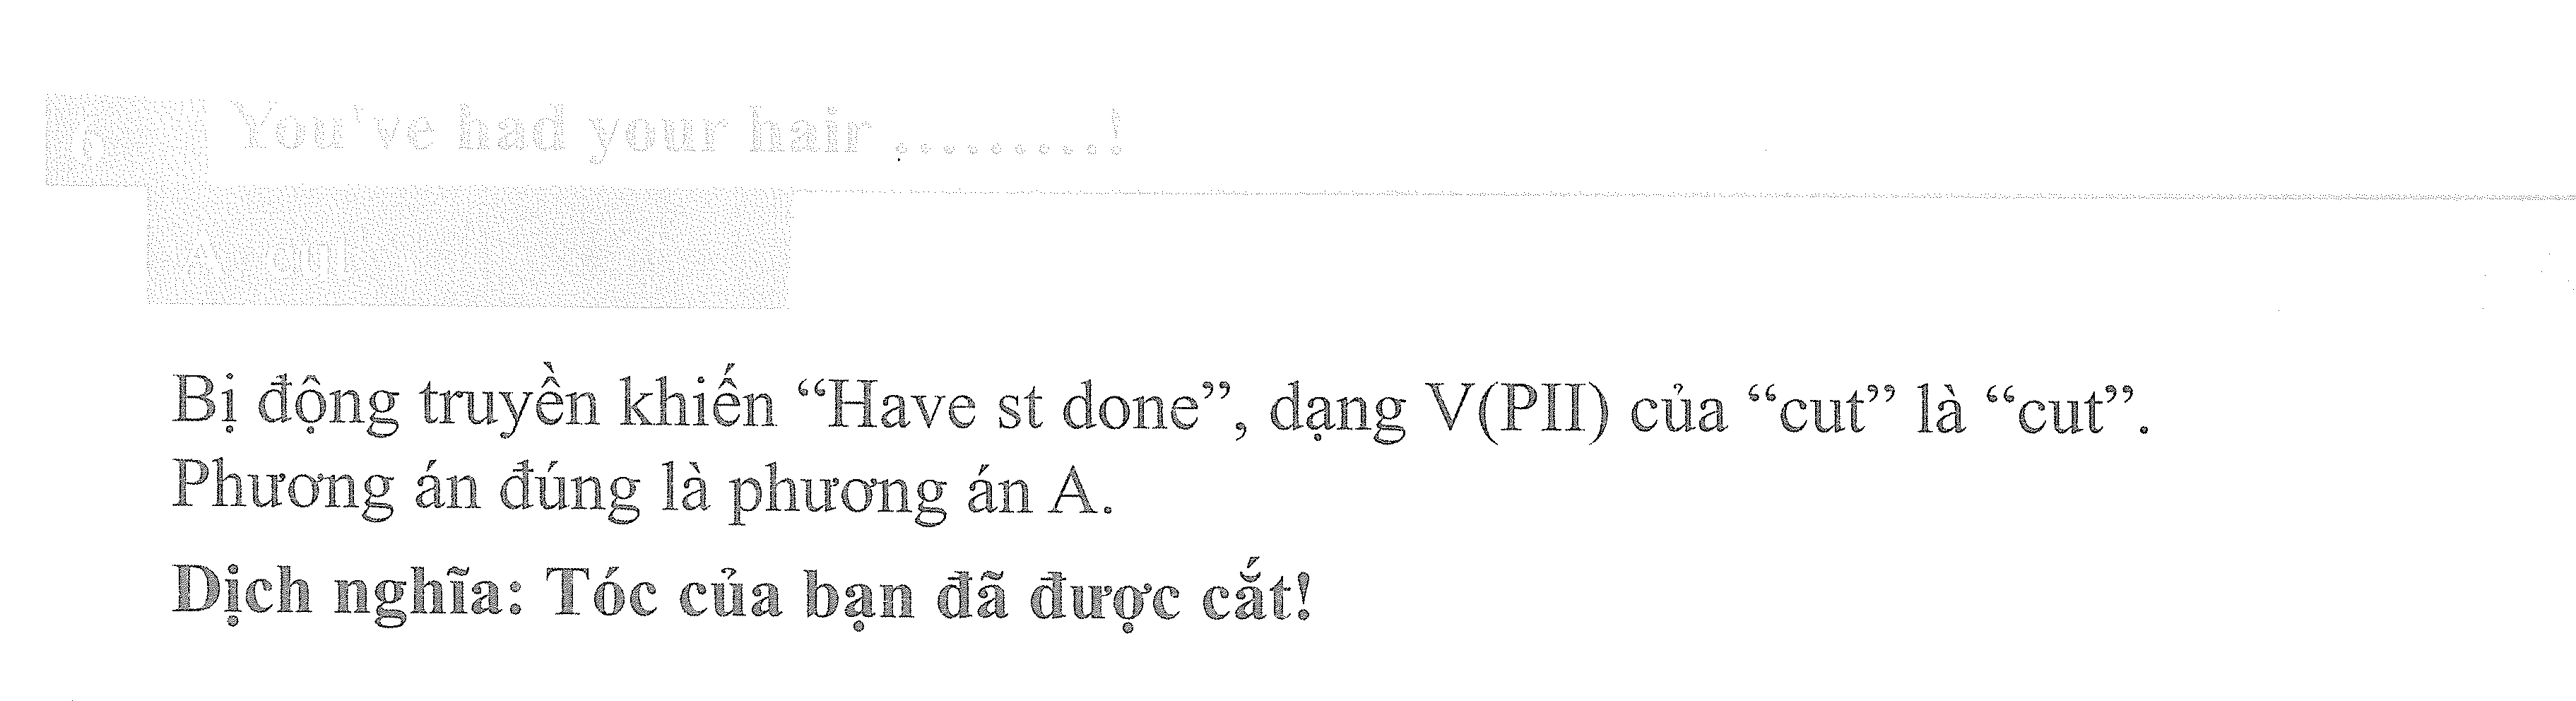 6 You've had your hair ..........!
A. cut
Bị động truyền khiến “Have st done”, dạng V(PII) của “cut” là “cut”.
Phương án đúng là phương án A.
Dịch nghĩa: Tóc của bạn đã được cắt!